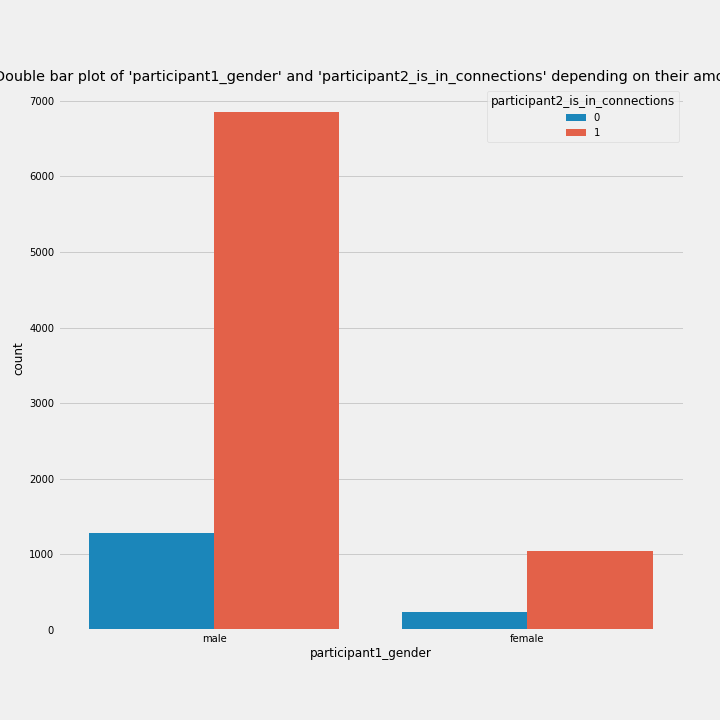 Double bar plot of 'participant1_gender' and 'participant2_is_in_connections' depending on their
participant2_is_in_connections
0
1
7000
6000
5000
4000
3000
2000
1000
0
count
male female
participant1_gender